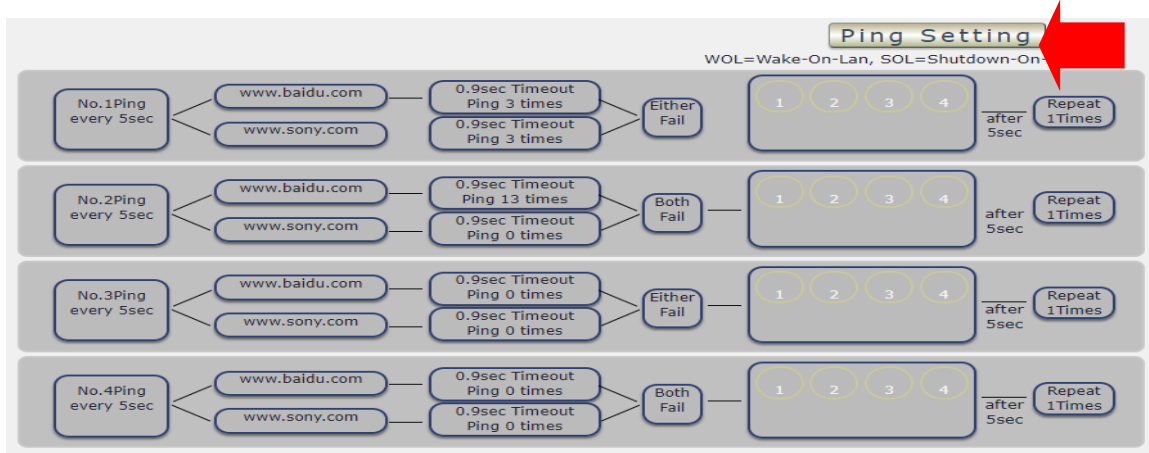 Ping Setting
WOL=Wake-On-Lan, SOL=Shutdown-On-
No.1Ping
every 5sec
www.baidu.com
www.sony.com
0.9sec Timeout
Ping 3 times
0.9sec Timeout
Ping 3 times
Either
Fail
1 2 3 4
after
5sec
Repeat
1Times
No.2Ping
every 5sec
www.baidu.com
www.sony.com
0.9sec Timeout
Ping 13 times
0.9sec Timeout
Ping 0 times
Both
Fail
1 2 3 4
after
5sec
Repeat
1Times
No.3Ping
every 5sec
www.baidu.com
www.sony.com
0.9sec Timeout
Ping 0 times
0.9sec Timeout
Ping 0 times
Either
Fail
1 2 3 4
after
5sec
Repeat
1Times
No.4Ping
every 5sec
www.baidu.com
www.sony.com
0.9sec Timeout
Ping 0 times
0.9sec Timeout
Ping 0 times
Both
Fail
1 2 3 4
after
5sec
Repeat
1Times